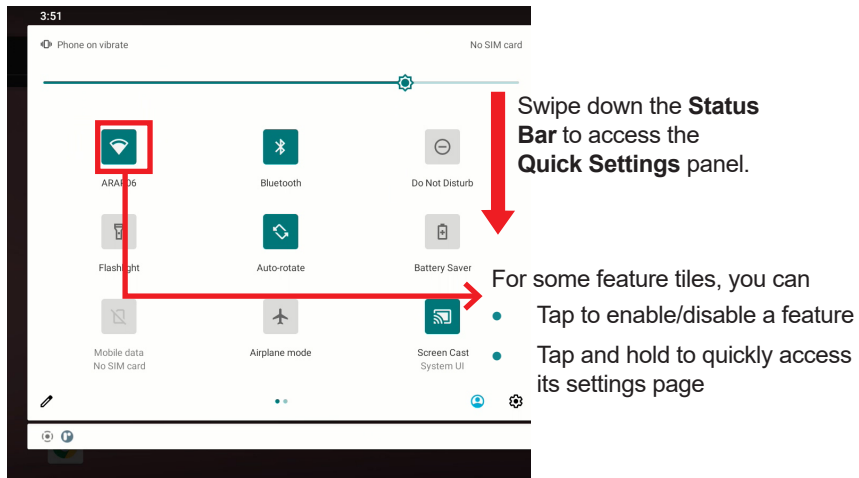 3:51
Phone on vibrate
No SIM card
Swipe down the Status
Bar to access the
Quick Settings panel.
ARAP06
Bluetooth
Do Not Disturb
Flashlight
Auto-rotate
Battery Saver
For some feature tiles, you can
• Tap to enable/disable a feature
• Tap and hold to quickly access
its settings page
Mobile data
No SIM card
Airplane mode
Screen Cast
System UI